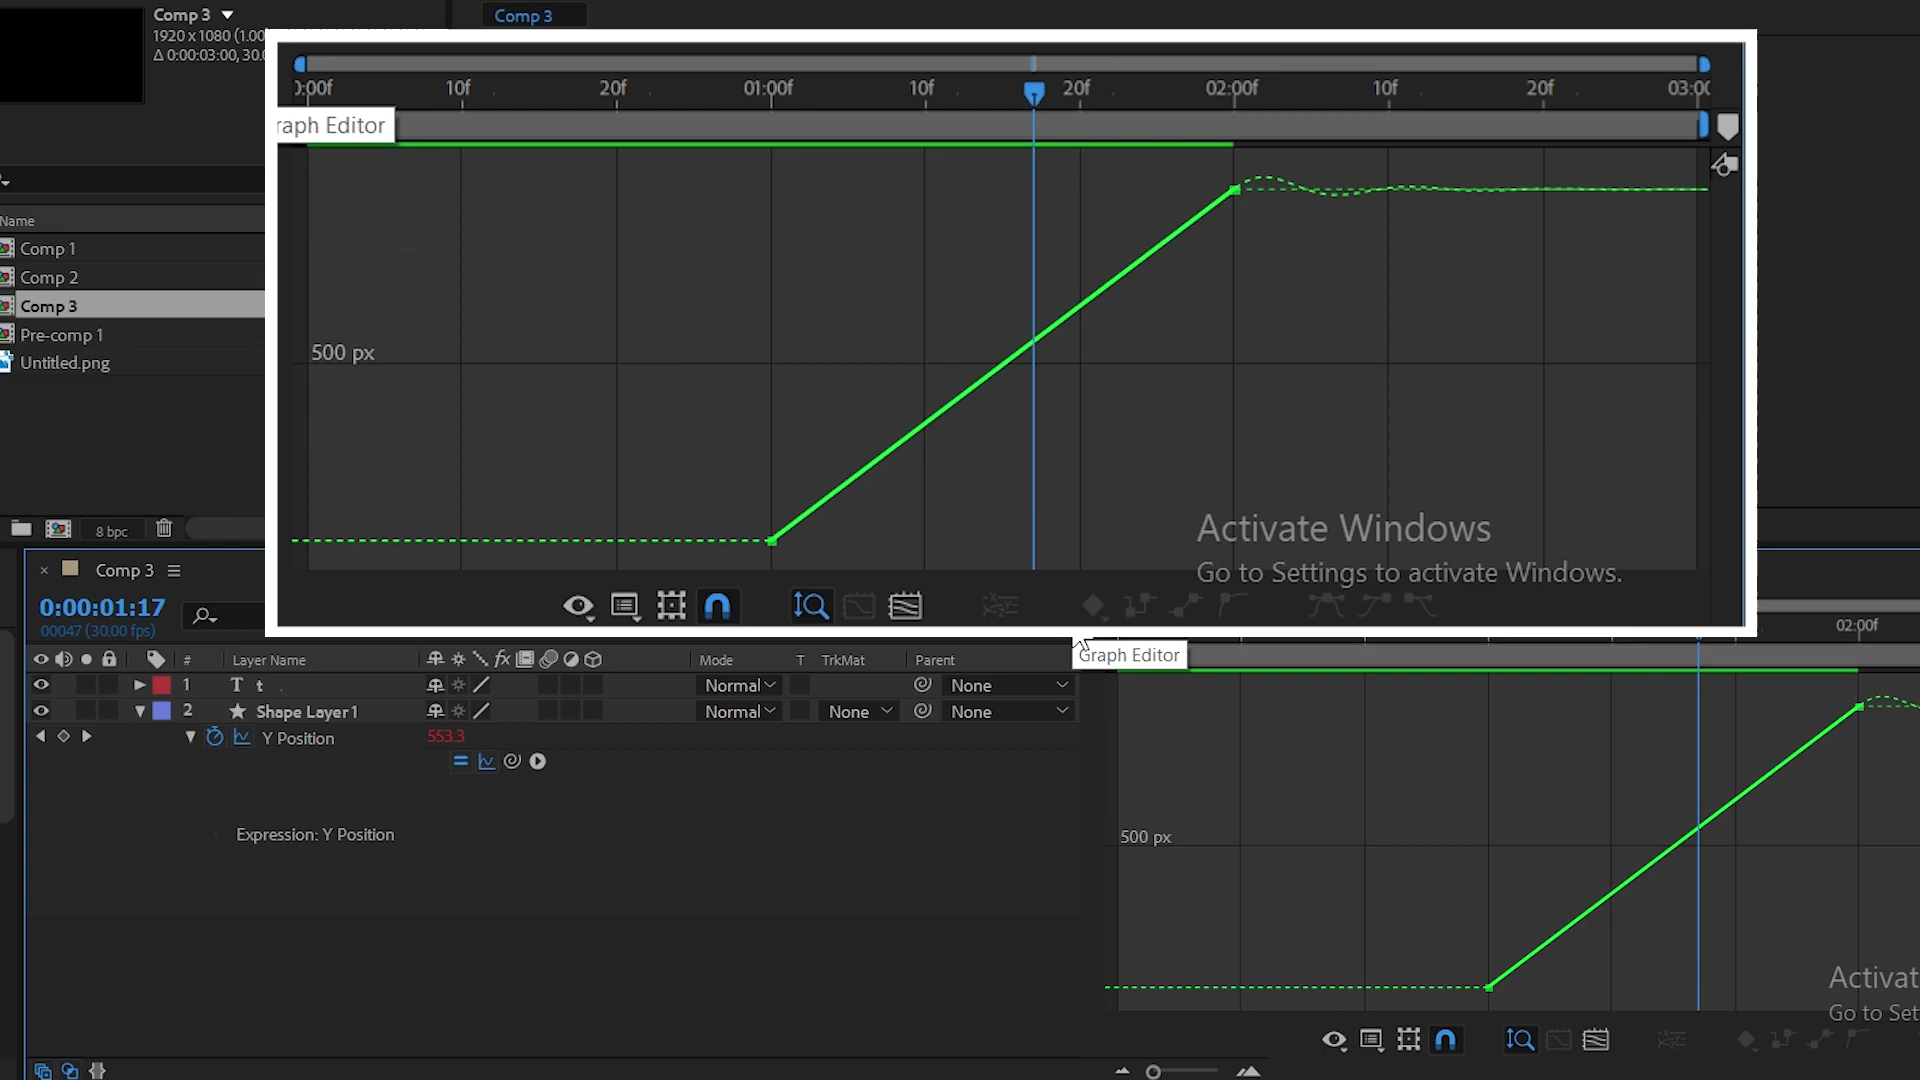 Comp 3
Comp 3
1920 x 1080 (1.00
Δ 0:00:03:00, 30.0
0:00f 10f 20f 01:00f 10f 20f 02:00f 10f 20f 03:00
raph Editor
Name
Comp 1
Comp 2
Comp 3
Pre-comp 1
Untitled.png
500 px
Activate Windows
Go to Settings to activate Windows.
8 bpc
Comp 3
0:00:01:17
00047 (30.00 fps)
02:00f
# Layer Name fx Mode T TrkMat Parent
Graph Editor
1 T t Normal None
2 Shape Layer 1 Normal None None
Y Position 553.3
Expression: Y Position
500 px
Activat
Go to Set